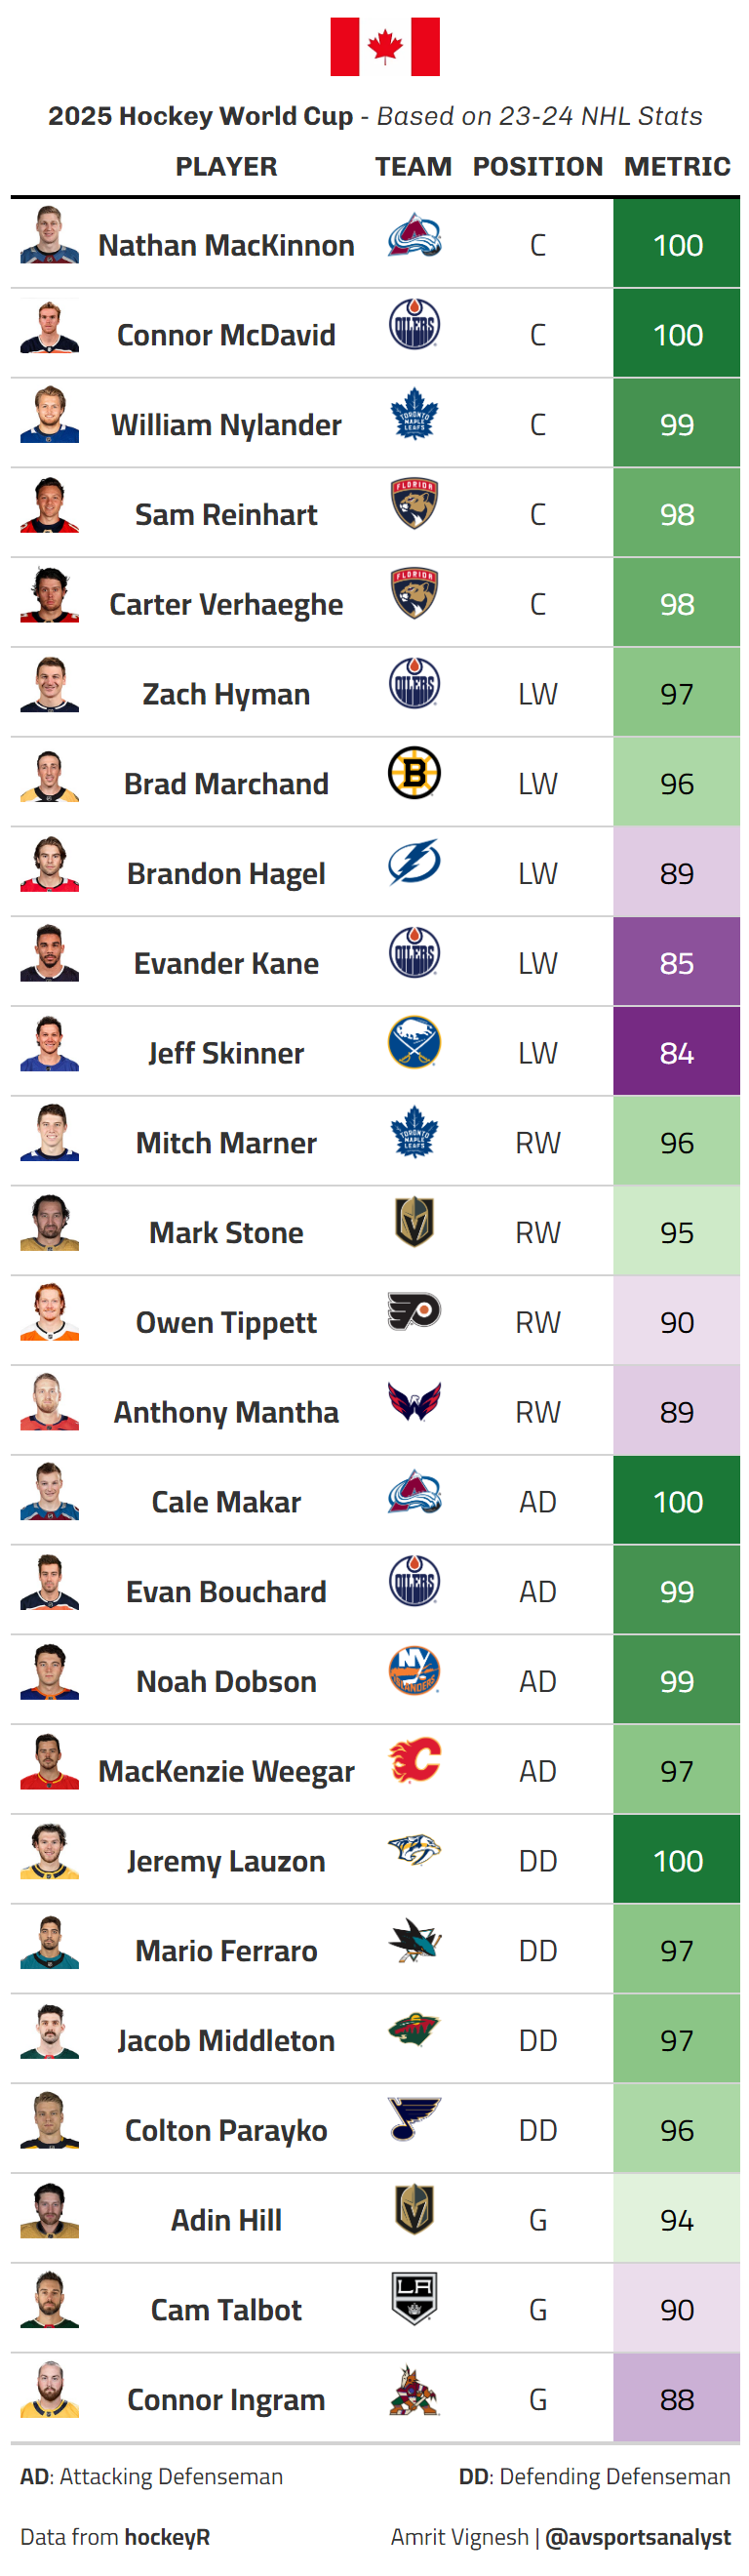 2025 Hockey World Cup - Based on 23-24 NHL Stats
PLAYER TEAM POSITION METRIC
Nathan MacKinnon C 100
Connor McDavid OILERS C 100
William Nylander TORONTO MAPLE LEAFS C 99
Sam Reinhart FLORIDA C 98
Carter Verhaeghe FLORIDA C 98
Zach Hyman OILERS LW 97
Brad Marchand B LW 96
Brandon Hagel LW 89
Evander Kane OILERS LW 85
Jeff Skinner LW 84
Mitch Marner TORONTO MAPLE LEAFS RW 96
Mark Stone RW 95
Owen Tippett RW 90
Anthony Mantha RW 89
Cale Makar AD 100
Evan Bouchard OILERS AD 99
Noah Dobson NY ISLANDERS AD 99
MacKenzie Weegar C AD 97
Jeremy Lauzon DD 100
Mario Ferraro DD 97
Jacob Middleton DD 97
Colton Parayko DD 96
Adin Hill G 94
Cam Talbot LA G 90
Connor Ingram G 88
AD: Attacking Defenseman DD: Defending Defenseman
Data from hockeyR Amrit Vignesh | @avsportsanalyst